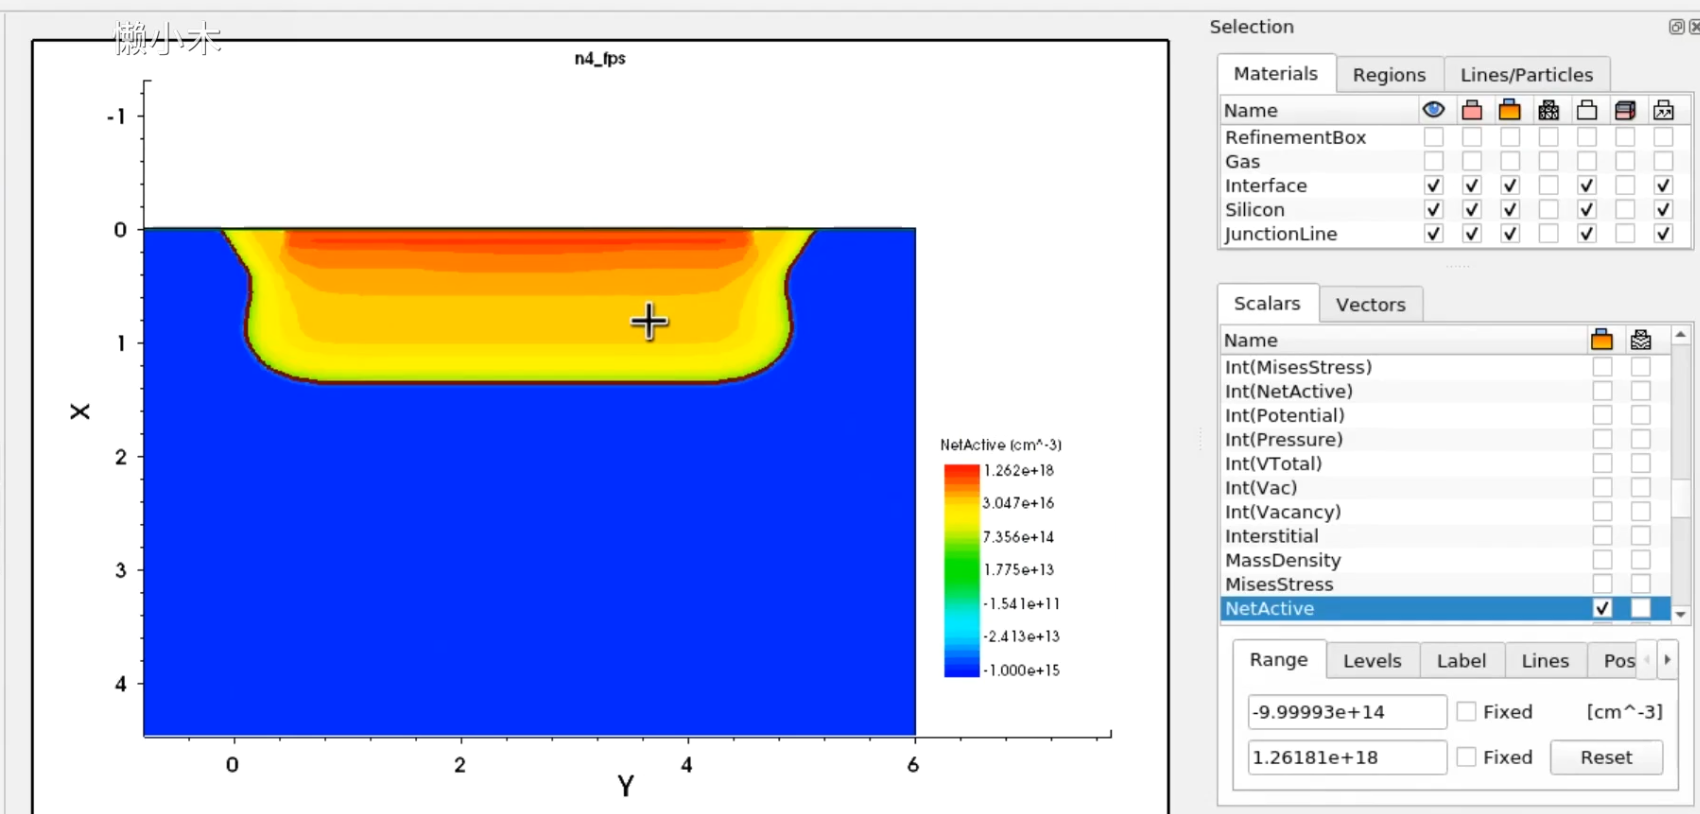 懒小木
n4_fps
-1
0
1
2
3
4
X
0
2
4
6
Y
NetActive (cm^-3)
1.262e+18
3.047e+16
7.356e+14
1.775e+13
-1.541e+11
-2.413e+13
-1.000e+15
Selection
Materials Regions Lines/Particles
Name
RefinementBox
Gas
Interface
Silicon
JunctionLine
Scalars Vectors
Name
Int(MisesStress)
Int(NetActive)
Int(Potential)
Int(Pressure)
Int(VTotal)
Int(Vac)
Int(Vacancy)
Interstitial
MassDensity
MisesStress
NetActive
Range Levels Label Lines Pos
-9.99993e+14 Fixed [cm^-3]
1.26181e+18 Fixed Reset